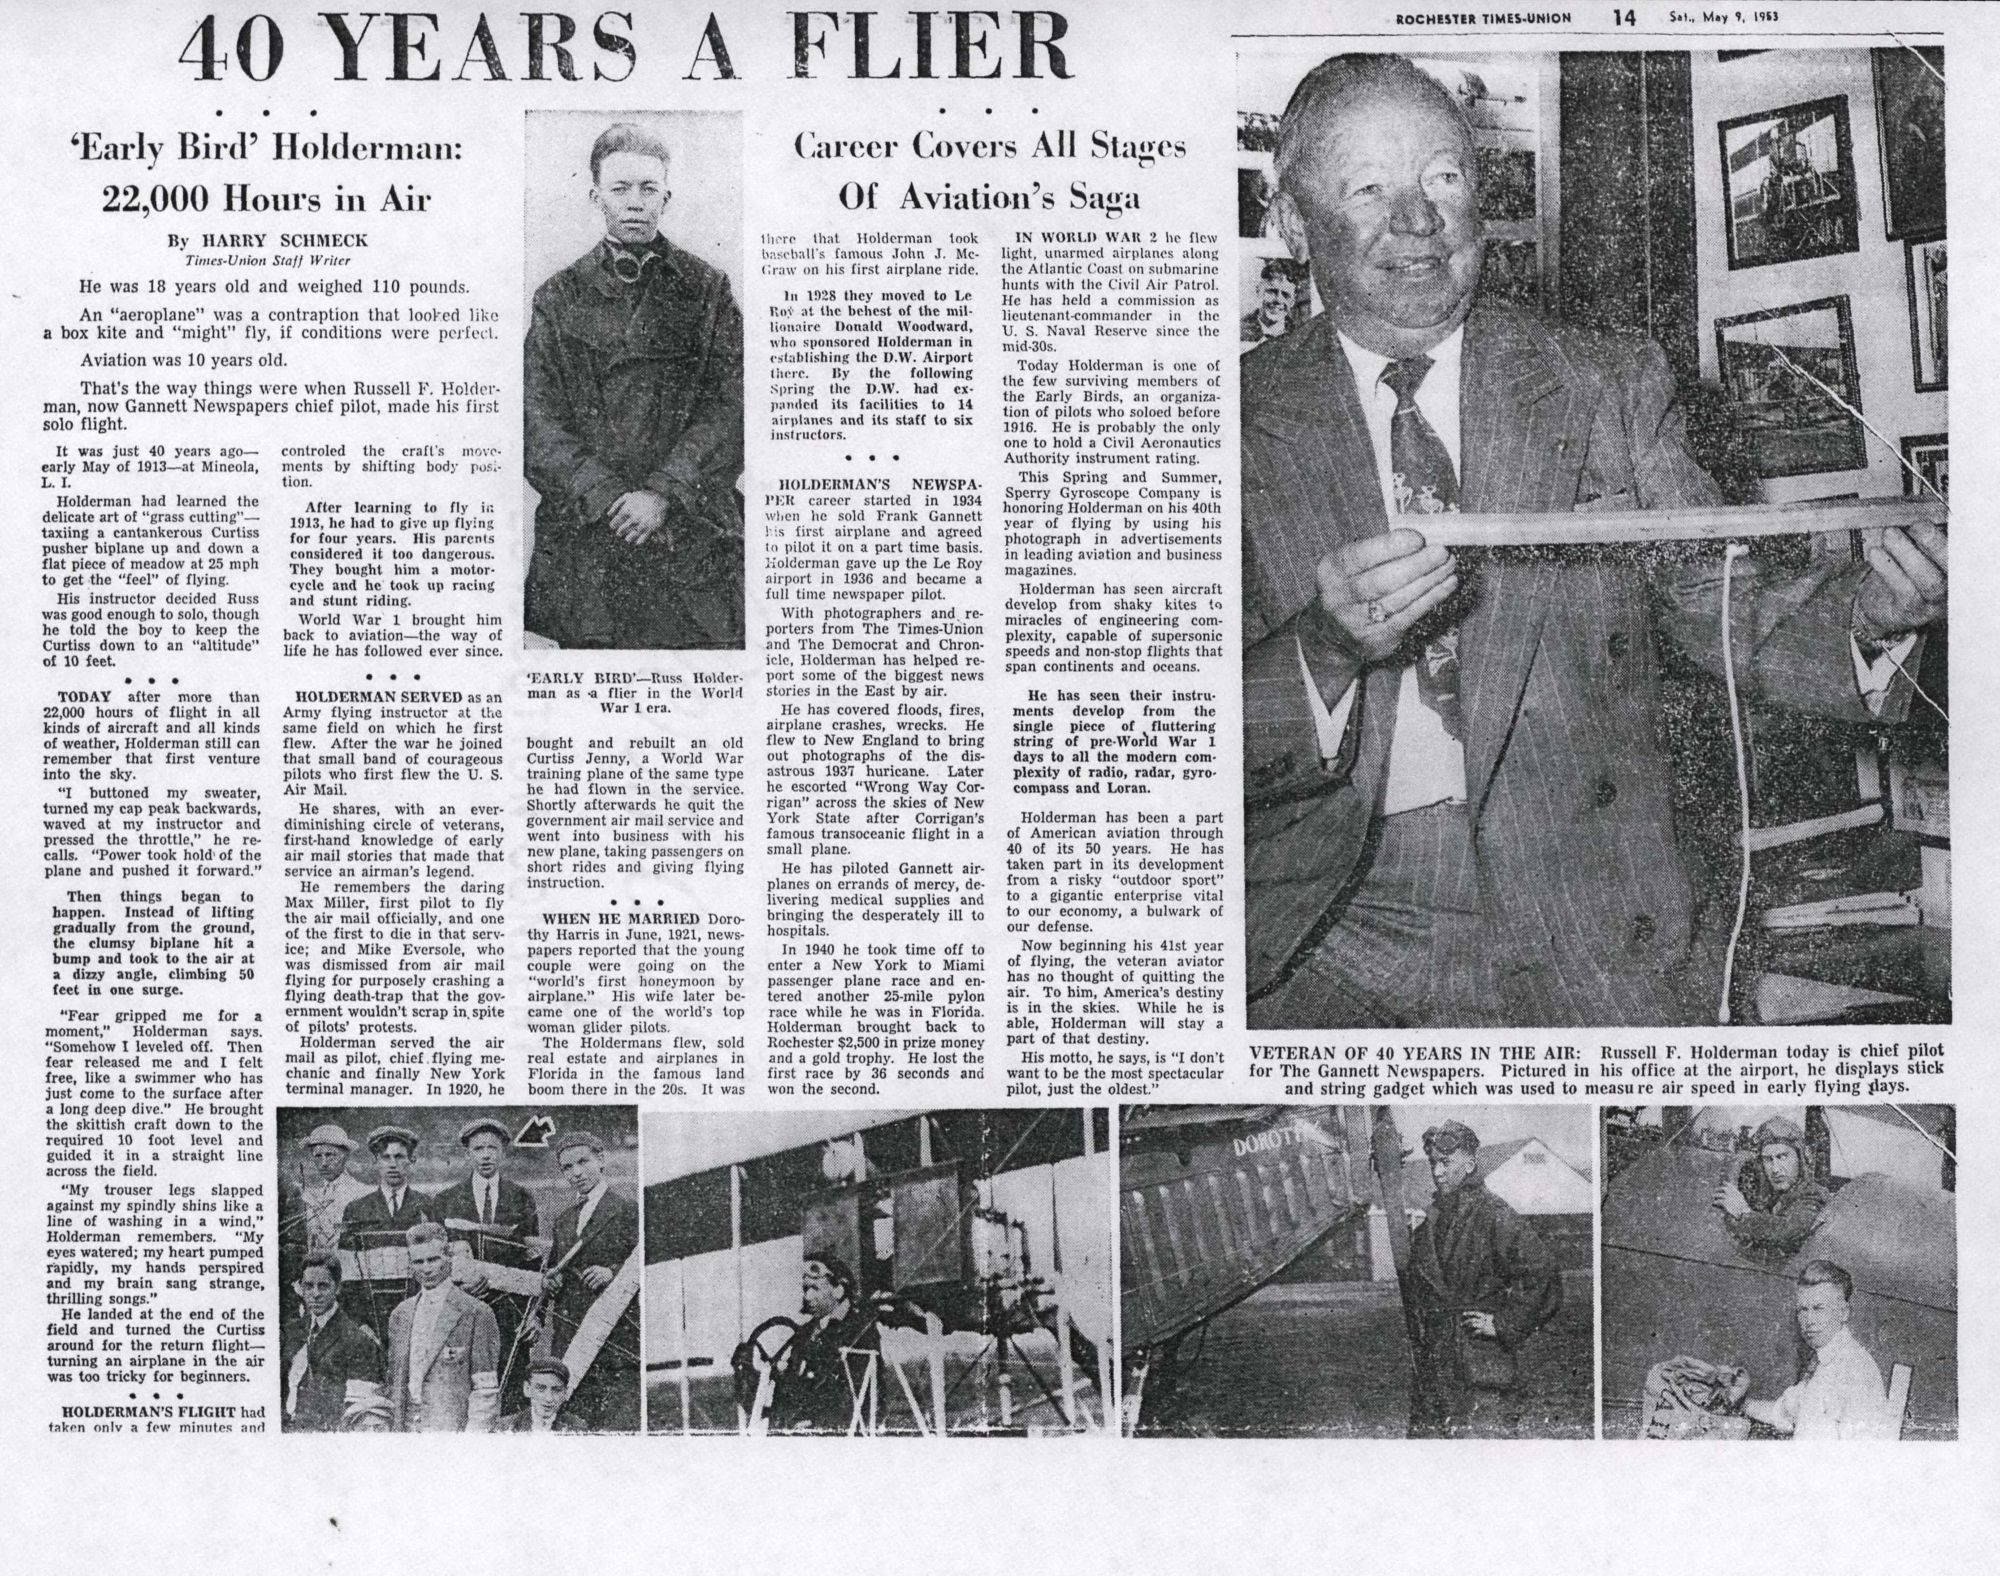 ROCHESTER TIMES-UNION 14 Sat., May 9, 1953
40 YEARS A FLIER
‘Early Bird’ Holderman:
22,000 Hours in Air
By HARRY SCHMECK
Times-Union Staff Writer
He was 18 years old and weighed 110 pounds.
An “aeroplane” was a contraption that looked like
a box kite and “might” fly, if conditions were perfect.
Aviation was 10 years old.
That's the way things were when Russell F. Holder-
man, now Gannett Newspapers chief pilot, made his first
solo flight.
It was just 40 years ago—
early May of 1913—at Mineola,
L. I.
Holderman had learned the
delicate art of “grass cutting”—
taxiing a cantankerous Curtiss
pusher biplane up and down a
flat piece of meadow at 25 mph
to get the “feel” of flying.
His instructor decided Russ
was good enough to solo, though
he told the boy to keep the
Curtiss down to an “altitude”
of 10 feet.
• • •
TODAY after more than
22,000 hours of flight in all
kinds of aircraft and all kinds
of weather, Holderman still can
remember that first venture
into the sky.
“I buttoned my sweater,
turned my cap peak backwards,
waved at my instructor and
pressed the throttle,” he re-
calls. “Power took hold of the
plane and pushed it forward.”
Then things began to
happen. Instead of lifting
gradually from the ground,
the clumsy biplane hit a
bump and took to the air at
a dizzy angle, climbing 50
feet in one surge.
“Fear gripped me for a
moment,” Holderman says.
“Somehow I leveled off. Then
fear released me and I felt
free, like a swimmer who has
just come to the surface after
a long deep dive.” He brought
the skittish craft down to the
required 10 foot level and
guided it in a straight line
across the field.
“My trouser legs slapped
against my spindly shins like a
line of washing in a wind,”
Holderman remembers. “My
eyes watered; my heart pumped
rapidly, my hands perspired
and my brain sang strange,
thrilling songs.”
He landed at the end of the
field and turned the Curtiss
around for the return flight—
turning an airplane in the air
was too tricky for beginners.
• • •
HOLDERMAN'S FLIGHT had
taken only a few minutes and
controled the craft's move-
ments by shifting body posi-
tion.
After learning to fly in
1913, he had to give up flying
for four years. His parents
considered it too dangerous.
They bought him a motor-
cycle and he took up racing
and stunt riding.
World War 1 brought him
back to aviation—the way of
life he has followed ever since.
• • •
HOLDERMAN SERVED as an
Army flying instructor at the
same field on which he first
flew. After the war he joined
that small band of courageous
pilots who first flew the U. S.
Air Mail.
He shares, with an ever-
diminishing circle of veterans,
first-hand knowledge of early
air mail stories that made that
service an airman's legend.
He remembers the daring
Max Miller, first pilot to fly
the air mail officially, and one
of the first to die in that serv-
ice; and Mike Eversole, who
was dismissed from air mail
flying for purposely crashing a
flying death-trap that the gov-
ernment wouldn't scrap in spite
of pilots' protests.
Holderman served the air
mail as pilot, chief flying me-
chanic and finally New York
terminal manager. In 1920, he
‘EARLY BIRD’—Russ Holder-
man as a flier in the World
War 1 era.
bought and rebuilt an old
Curtiss Jenny, a World War
training plane of the same type
he had flown in the service.
Shortly afterwards he quit the
government air mail service and
went into business with his
new plane, taking passengers on
short rides and giving flying
instruction.
• • •
WHEN HE MARRIED Doro-
thy Harris in June, 1921, news-
papers reported that the young
couple were going on the
“world's first honeymoon by
airplane.” His wife later be-
came one of the world's top
woman glider pilots.
The Holdermans flew, sold
real estate and airplanes in
Florida in the famous land
boom there in the 20s. It was
Career Covers All Stages
Of Aviation's Saga
there that Holderman took
baseball's famous John J. Mc-
Graw on his first airplane ride.
In 1928 they moved to Le
Roy at the behest of the mil-
lionaire Donald Woodward,
who sponsored Holderman in
establishing the D.W. Airport
there. By the following
Spring the D.W. had ex-
panded its facilities to 14
airplanes and its staff to six
instructors.
• • •
HOLDERMAN'S NEWSPA-
PER career started in 1934
when he sold Frank Gannett
his first airplane and agreed
to pilot it on a part time basis.
Holderman gave up the Le Roy
airport in 1936 and became a
full time newspaper pilot.
With photographers and re-
porters from The Times-Union
and The Democrat and Chron-
icle, Holderman has helped re-
port some of the biggest news
stories in the East by air.
He has covered floods, fires,
airplane crashes, wrecks. He
flew to New England to bring
out photographs of the dis-
astrous 1937 huricane. Later
he escorted “Wrong Way Cor-
rigan” across the skies of New
York State after Corrigan's
famous transoceanic flight in a
small plane.
He has piloted Gannett air-
planes on errands of mercy, de-
livering medical supplies and
bringing the desperately ill to
hospitals.
In 1940 he took time off to
enter a New York to Miami
passenger plane race and en-
tered another 25-mile pylon
race while he was in Florida.
Holderman brought back to
Rochester $2,500 in prize money
and a gold trophy. He lost the
first race by 36 seconds and
won the second.
IN WORLD WAR 2 he flew
light, unarmed airplanes along
the Atlantic Coast on submarine
hunts with the Civil Air Patrol.
He has held a commission as
lieutenant-commander in the
U. S. Naval Reserve since the
mid-30s.
Today Holderman is one of
the few surviving members of
the Early Birds, an organiza-
tion of pilots who soloed before
1916. He is probably the only
one to hold a Civil Aeronautics
Authority instrument rating.
This Spring and Summer,
Sperry Gyroscope Company is
honoring Holderman on his 40th
year of flying by using his
photograph in advertisements
in leading aviation and business
magazines.
Holderman has seen aircraft
develop from shaky kites to
miracles of engineering com-
plexity, capable of supersonic
speeds and non-stop flights that
span continents and oceans.
He has seen their instru-
ments develop from the
single piece of fluttering
string of pre-World War 1
days to all the modern com-
plexity of radio, radar, gyro-
compass and Loran.
Holderman has been a part
of American aviation through
40 of its 50 years. He has
taken part in its development
from a risky “outdoor sport”
to a gigantic enterprise vital
to our economy, a bulwark of
our defense.
Now beginning his 41st year
of flying, the veteran aviator
has no thought of quitting the
air. To him, America's destiny
is in the skies. While he is
able, Holderman will stay a
part of that destiny.
His motto, he says, is “I don't
want to be the most spectacular
pilot, just the oldest.”
VETERAN OF 40 YEARS IN THE AIR: Russell F. Holderman today is chief pilot
for The Gannett Newspapers. Pictured in his office at the airport, he displays stick
and string gadget which was used to measure air speed in early flying days.
DOROTHY